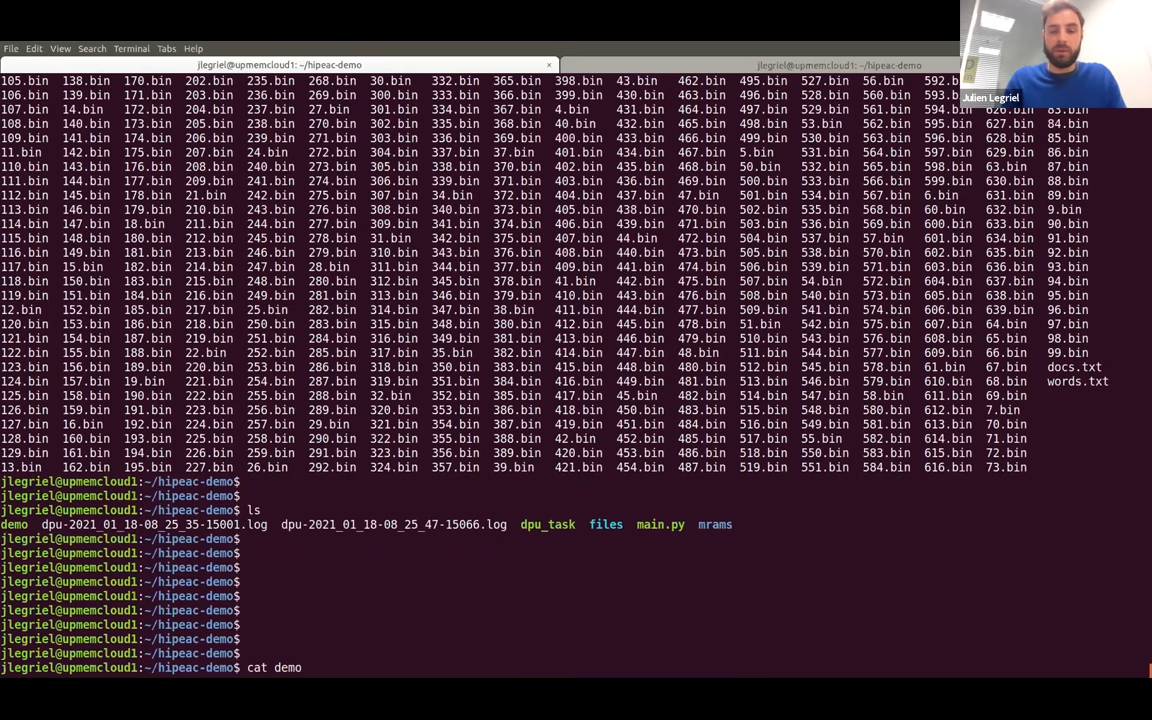 File Edit View Search Terminal Tabs Help
jlegriel@upmemcloud1: ~/hipeac-demo × jlegriel@upmemcloud1: ~/hipeac-demo
105.bin 138.bin 170.bin 202.bin 235.bin 268.bin 30.bin 332.bin 365.bin 398.bin 43.bin 462.bin 495.bin 527.bin 56.bin 592.
106.bin 139.bin 171.bin 203.bin 236.bin 269.bin 300.bin 333.bin 366.bin 399.bin 430.bin 463.bin 496.bin 528.bin 560.bin 593.
107.bin 14.bin 172.bin 204.bin 237.bin 27.bin 301.bin 334.bin 367.bin 4.bin 431.bin 464.bin 497.bin 529.bin 561.bin 594.bin 626.bin 83.bin
108.bin 140.bin 173.bin 205.bin 238.bin 270.bin 302.bin 335.bin 368.bin 40.bin 432.bin 465.bin 498.bin 53.bin 562.bin 595.bin 627.bin 84.bin
109.bin 141.bin 174.bin 206.bin 239.bin 271.bin 303.bin 336.bin 369.bin 400.bin 433.bin 466.bin 499.bin 530.bin 563.bin 596.bin 628.bin 85.bin
11.bin 142.bin 175.bin 207.bin 24.bin 272.bin 304.bin 337.bin 37.bin 401.bin 434.bin 467.bin 5.bin 531.bin 564.bin 597.bin 629.bin 86.bin
110.bin 143.bin 176.bin 208.bin 240.bin 273.bin 305.bin 338.bin 370.bin 402.bin 435.bin 468.bin 50.bin 532.bin 565.bin 598.bin 63.bin 87.bin
111.bin 144.bin 177.bin 209.bin 241.bin 274.bin 306.bin 339.bin 371.bin 403.bin 436.bin 469.bin 500.bin 533.bin 566.bin 599.bin 630.bin 88.bin
112.bin 145.bin 178.bin 21.bin 242.bin 275.bin 307.bin 34.bin 372.bin 404.bin 437.bin 47.bin 501.bin 534.bin 567.bin 6.bin 631.bin 89.bin
113.bin 146.bin 179.bin 210.bin 243.bin 276.bin 308.bin 340.bin 373.bin 405.bin 438.bin 470.bin 502.bin 535.bin 568.bin 60.bin 632.bin 9.bin
114.bin 147.bin 18.bin 211.bin 244.bin 277.bin 309.bin 341.bin 374.bin 406.bin 439.bin 471.bin 503.bin 536.bin 569.bin 600.bin 633.bin 90.bin
115.bin 148.bin 180.bin 212.bin 245.bin 278.bin 31.bin 342.bin 375.bin 407.bin 44.bin 472.bin 504.bin 537.bin 57.bin 601.bin 634.bin 91.bin
116.bin 149.bin 181.bin 213.bin 246.bin 279.bin 310.bin 343.bin 376.bin 408.bin 440.bin 473.bin 505.bin 538.bin 570.bin 602.bin 635.bin 92.bin
117.bin 15.bin 182.bin 214.bin 247.bin 28.bin 311.bin 344.bin 377.bin 409.bin 441.bin 474.bin 506.bin 539.bin 571.bin 603.bin 636.bin 93.bin
118.bin 150.bin 183.bin 215.bin 248.bin 280.bin 312.bin 345.bin 378.bin 41.bin 442.bin 475.bin 507.bin 54.bin 572.bin 604.bin 637.bin 94.bin
119.bin 151.bin 184.bin 216.bin 249.bin 281.bin 313.bin 346.bin 379.bin 410.bin 443.bin 476.bin 508.bin 540.bin 573.bin 605.bin 638.bin 95.bin
12.bin 152.bin 185.bin 217.bin 25.bin 282.bin 314.bin 347.bin 38.bin 411.bin 444.bin 477.bin 509.bin 541.bin 574.bin 606.bin 639.bin 96.bin
120.bin 153.bin 186.bin 218.bin 250.bin 283.bin 315.bin 348.bin 380.bin 412.bin 445.bin 478.bin 51.bin 542.bin 575.bin 607.bin 64.bin 97.bin
121.bin 154.bin 187.bin 219.bin 251.bin 284.bin 316.bin 349.bin 381.bin 413.bin 446.bin 479.bin 510.bin 543.bin 576.bin 608.bin 65.bin 98.bin
122.bin 155.bin 188.bin 22.bin 252.bin 285.bin 317.bin 35.bin 382.bin 414.bin 447.bin 48.bin 511.bin 544.bin 577.bin 609.bin 66.bin 99.bin
123.bin 156.bin 189.bin 220.bin 253.bin 286.bin 318.bin 350.bin 383.bin 415.bin 448.bin 480.bin 512.bin 545.bin 578.bin 61.bin 67.bin docs.txt
124.bin 157.bin 19.bin 221.bin 254.bin 287.bin 319.bin 351.bin 384.bin 416.bin 449.bin 481.bin 513.bin 546.bin 579.bin 610.bin 68.bin words.txt
125.bin 158.bin 190.bin 222.bin 255.bin 288.bin 32.bin 352.bin 385.bin 417.bin 45.bin 482.bin 514.bin 547.bin 58.bin 611.bin 69.bin
126.bin 159.bin 191.bin 223.bin 256.bin 289.bin 320.bin 353.bin 386.bin 418.bin 450.bin 483.bin 515.bin 548.bin 580.bin 612.bin 7.bin
127.bin 16.bin 192.bin 224.bin 257.bin 29.bin 321.bin 354.bin 387.bin 419.bin 451.bin 484.bin 516.bin 549.bin 581.bin 613.bin 70.bin
128.bin 160.bin 193.bin 225.bin 258.bin 290.bin 322.bin 355.bin 388.bin 42.bin 452.bin 485.bin 517.bin 55.bin 582.bin 614.bin 71.bin
129.bin 161.bin 194.bin 226.bin 259.bin 291.bin 323.bin 356.bin 389.bin 420.bin 453.bin 486.bin 518.bin 550.bin 583.bin 615.bin 72.bin
13.bin 162.bin 195.bin 227.bin 26.bin 292.bin 324.bin 357.bin 39.bin 421.bin 454.bin 487.bin 519.bin 551.bin 584.bin 616.bin 73.bin
jlegriel@upmemcloud1:~/hipeac-demo$
jlegriel@upmemcloud1:~/hipeac-demo$
jlegriel@upmemcloud1:~/hipeac-demo$ ls
demo dpu-2021_01_18-08_25_35-15001.log dpu-2021_01_18-08_25_47-15066.log dpu_task files main.py mrams
jlegriel@upmemcloud1:~/hipeac-demo$
jlegriel@upmemcloud1:~/hipeac-demo$
jlegriel@upmemcloud1:~/hipeac-demo$
jlegriel@upmemcloud1:~/hipeac-demo$
jlegriel@upmemcloud1:~/hipeac-demo$
jlegriel@upmemcloud1:~/hipeac-demo$
jlegriel@upmemcloud1:~/hipeac-demo$
jlegriel@upmemcloud1:~/hipeac-demo$
jlegriel@upmemcloud1:~/hipeac-demo$
jlegriel@upmemcloud1:~/hipeac-demo$ cat demo
Julien Legriel